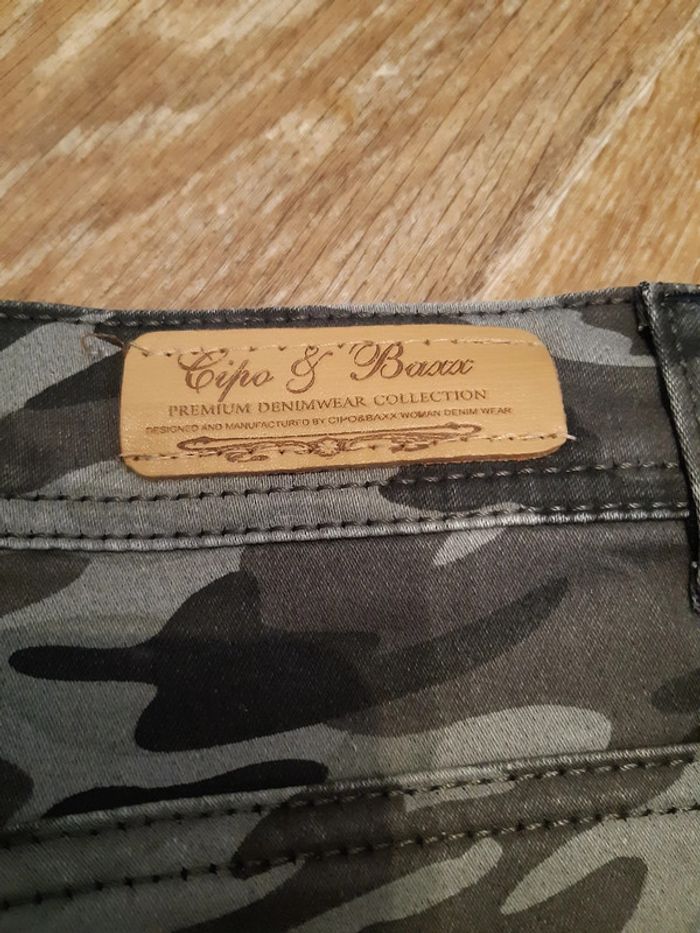 Cipo & Baxx
PREMIUM DENIMWEAR COLLECTION
DESIGNED AND MANUFACTURED BY CIPO&BAXX WOMAN DENIM WEAR